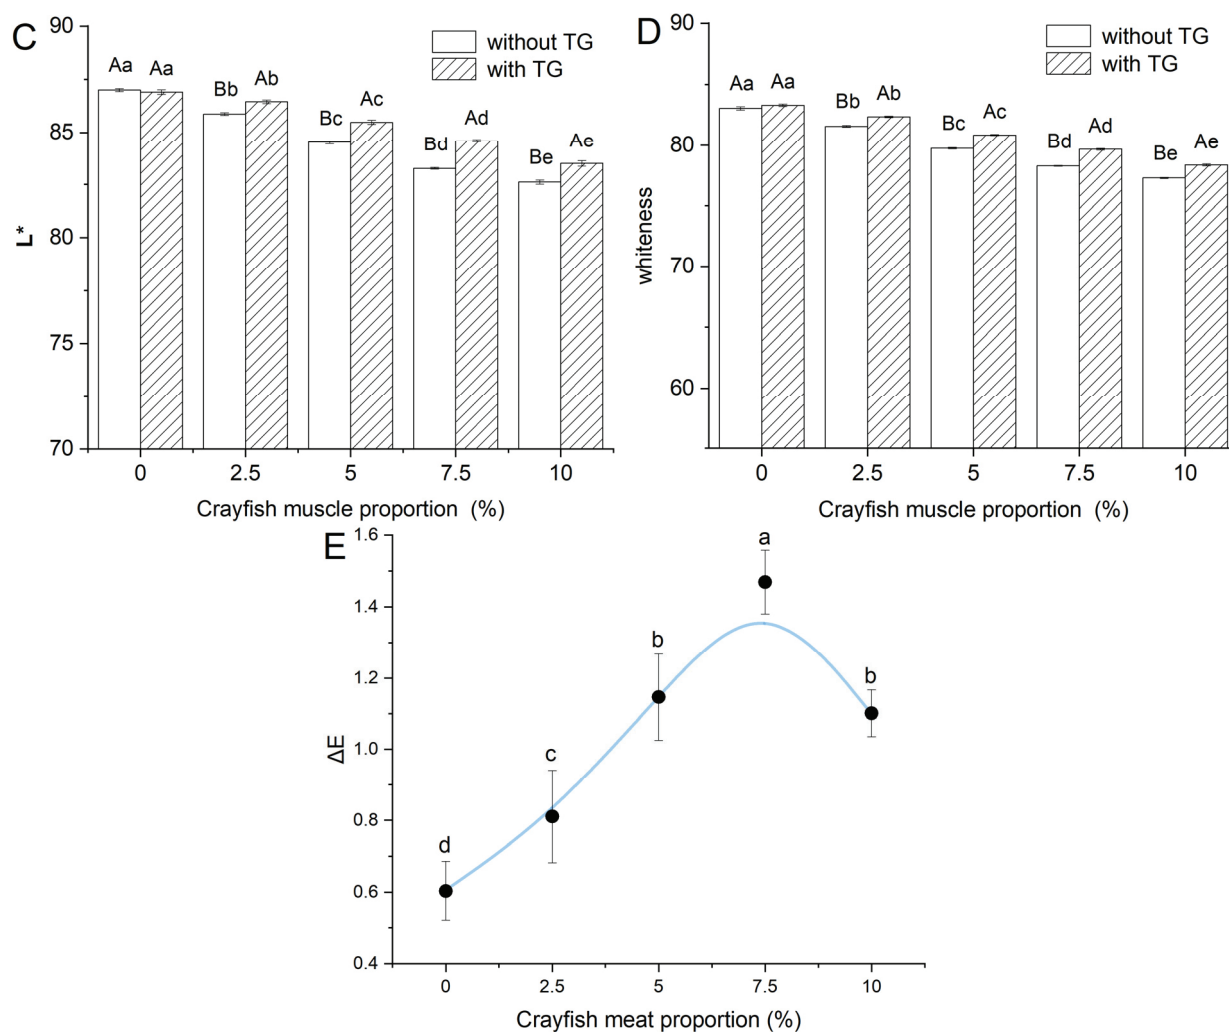 C
90
85
80
75
70
L*
without TG
with TG
Aa Aa
Bb Ab
Bc Ac
Bd Ad
Be Ae
0 2.5 5 7.5 10
Crayfish muscle proportion (%)
D
90
80
70
60
whiteness
without TG
with TG
Aa Aa
Bb Ab
Bc Ac
Bd Ad
Be Ae
0 2.5 5 7.5 10
Crayfish muscle proportion (%)
E
1.6
1.4
1.2
1.0
0.8
0.6
0.4
ΔE
d
c
b
a
b
0 2.5 5 7.5 10
Crayfish meat proportion (%)